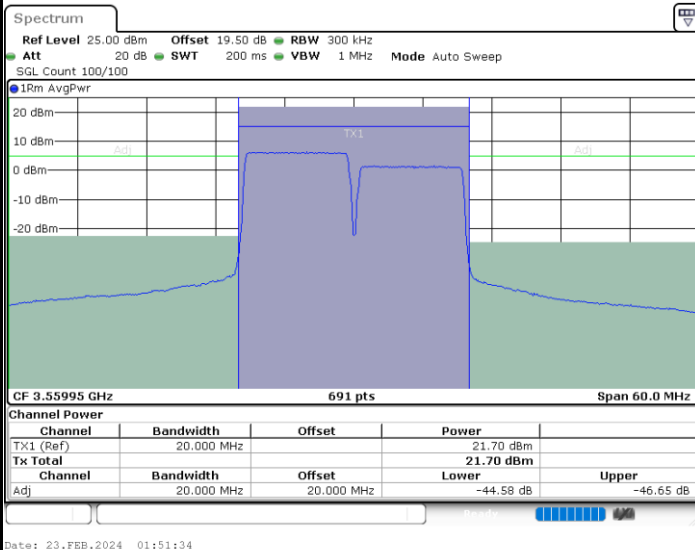 Spectrum
Ref Level 25.00 dBm Offset 19.50 dB RBW 300 kHz
Att 20 dB SWT 200 ms VBW 1 MHz Mode Auto Sweep
SGL Count 100/100
1Rm AvgPwr
20 dBm
TX1
10 dBm
Adj
Adj
0 dBm
-10 dBm
-20 dBm
CF 3.55995 GHz 691 pts Span 60.0 MHz
Channel Power
Channel Bandwidth Offset Power
TX1 (Ref) 20.000 MHz 21.70 dBm
Tx Total 21.70 dBm
Channel Bandwidth Offset Lower Upper
Adj 20.000 MHz 20.000 MHz -44.58 dB -46.65 dB
Ready
Date: 23.FEB.2024 01:51:34